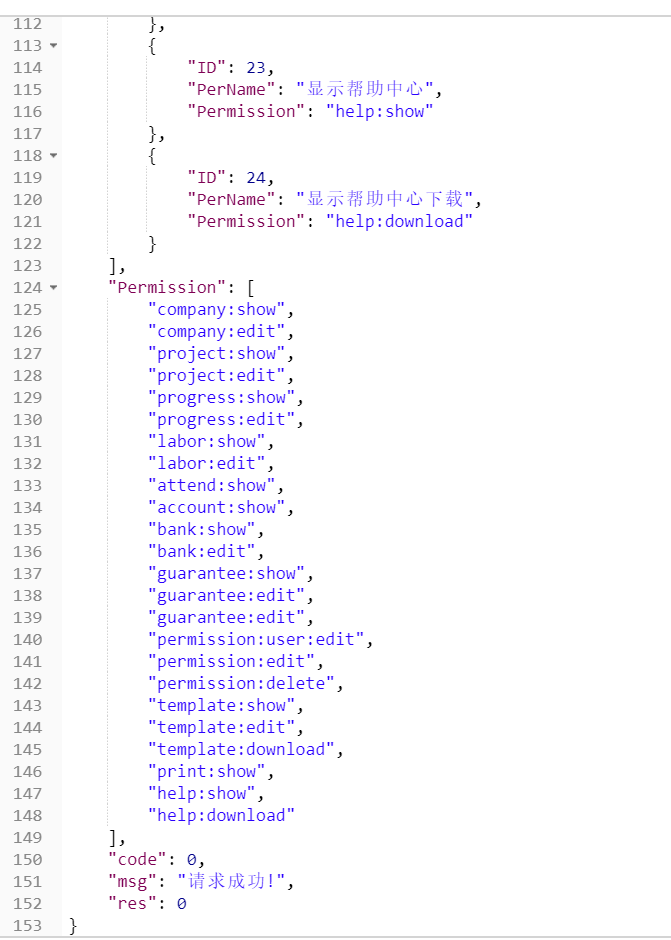 112 },
113 {
114 "ID": 23,
115 "PerName": "显示帮助中心",
116 "Permission": "help:show"
117 },
118 {
119 "ID": 24,
120 "PerName": "显示帮助中心下载",
121 "Permission": "help:download"
122 }
123 ],
124 "Permission": [
125 "company:show",
126 "company:edit",
127 "project:show",
128 "project:edit",
129 "progress:show",
130 "progress:edit",
131 "labor:show",
132 "labor:edit",
133 "attend:show",
134 "account:show",
135 "bank:show",
136 "bank:edit",
137 "guarantee:show",
138 "guarantee:edit",
139 "guarantee:edit",
140 "permission:user:edit",
141 "permission:edit",
142 "permission:delete",
143 "template:show",
144 "template:edit",
145 "template:download",
146 "print:show",
147 "help:show",
148 "help:download"
149 ],
150 "code": 0,
151 "msg": "请求成功!",
152 "res": 0
153 }